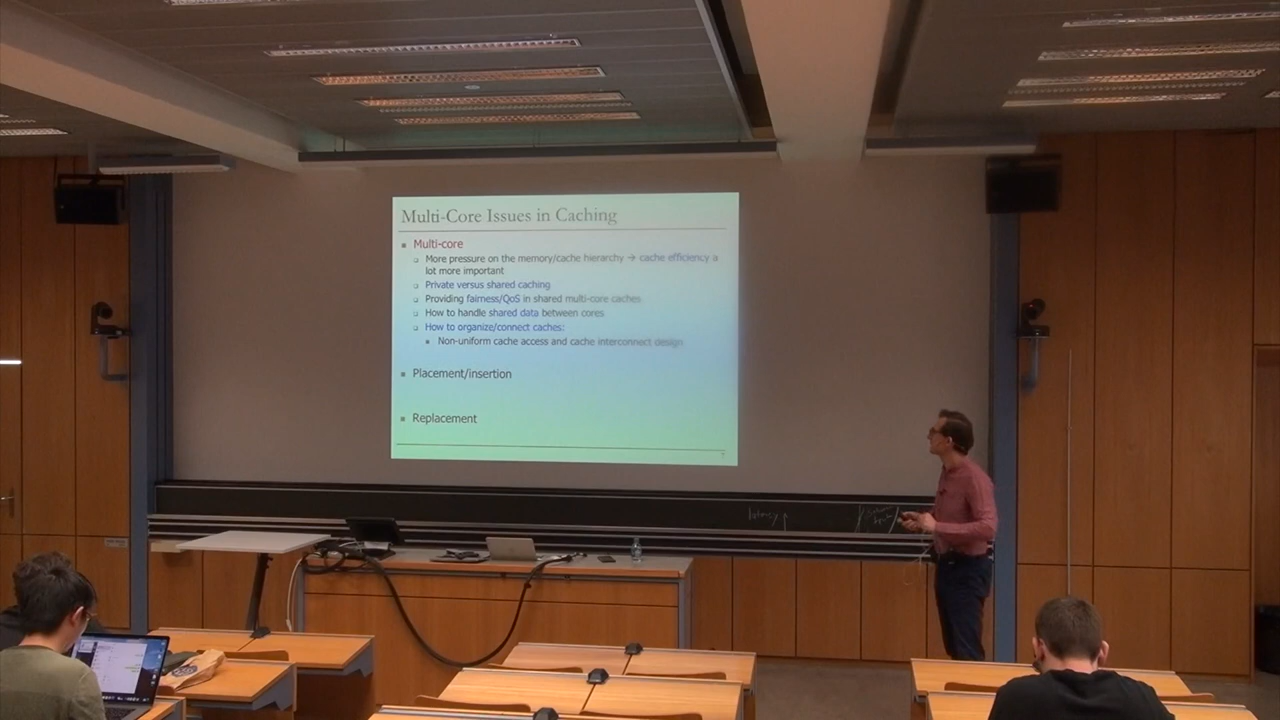 Multi-Core Issues in Caching
Multi-core
More pressure on the memory/cache hierarchy → cache efficiency a
lot more important
Private versus shared caching
Providing fairness/QoS in shared multi-core caches
How to handle shared data between cores
How to organize/connect caches:
Non-uniform cache access and cache interconnect design
Placement/insertion
Replacement
latency ↑